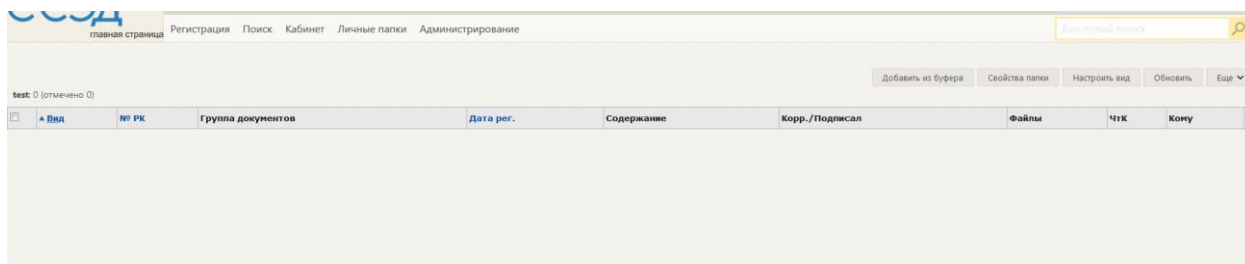 главная страница
Регистрация Поиск Кабинет Личные папки Администрирование Быстрый поиск
Добавить из буфера Свойства папки Настроить вид Обновить Еще
test: 0 (отмечено 0)
Вид № РК Группа документов Дата рег. Содержание Корр./Подписал Файлы ЧтК Кому